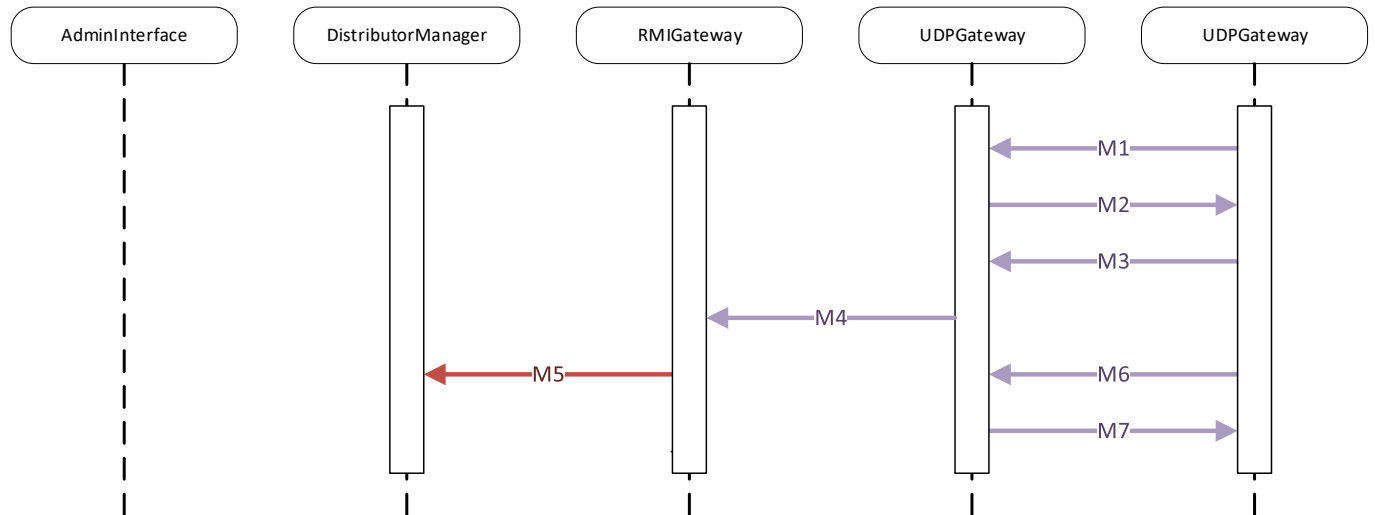 AdminInterface
DistributorManager
RMIGateway
UDPGateway
UDPGateway
M1
M2
M3
M4
M5
M6
M7